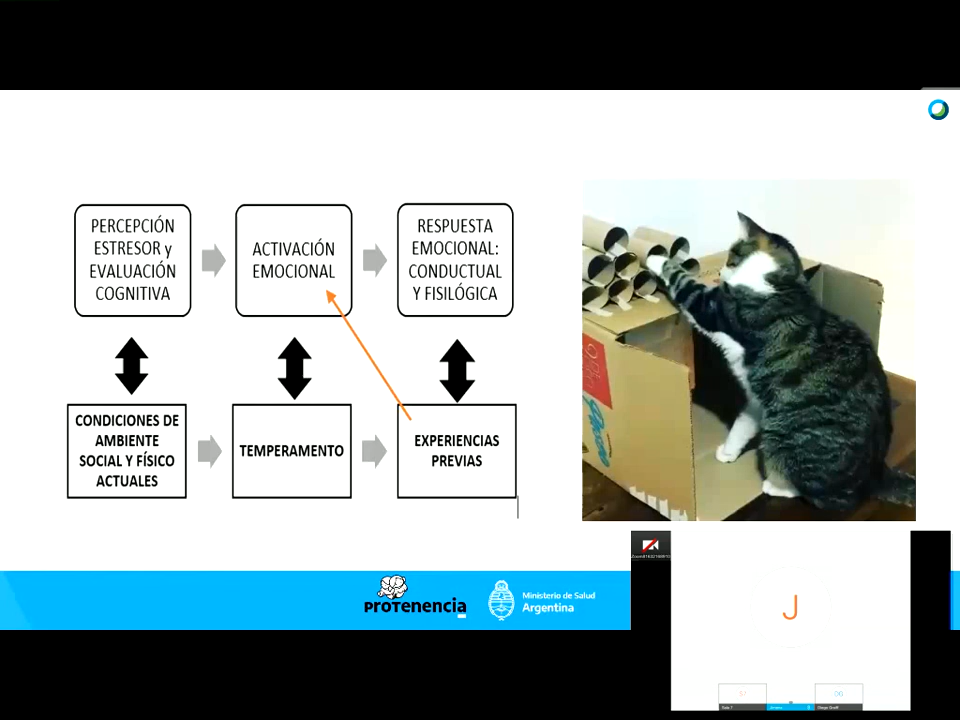 PERCEPCIÓN
ESTRESOR y
EVALUACIÓN
COGNITIVA
ACTIVACIÓN
EMOCIONAL
RESPUESTA
EMOCIONAL:
CONDUCTUAL
Y FISILÓGICA
CONDICIONES DE
AMBIENTE
SOCIAL Y FÍSICO
ACTUALES
TEMPERAMENTO
EXPERIENCIAS
PREVIAS
PROTENENCIA
Ministerio de Salud
Argentina
J